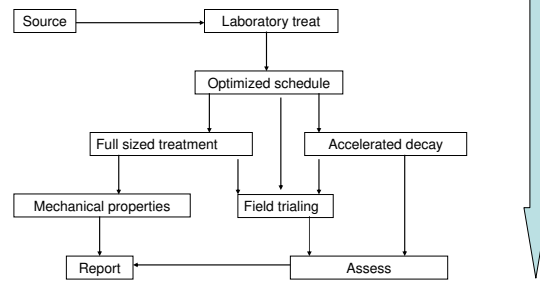 Source
Laboratory treat
Optimized schedule
Full sized treatment
Accelerated decay
Mechanical properties
Field trialing
Report
Assess